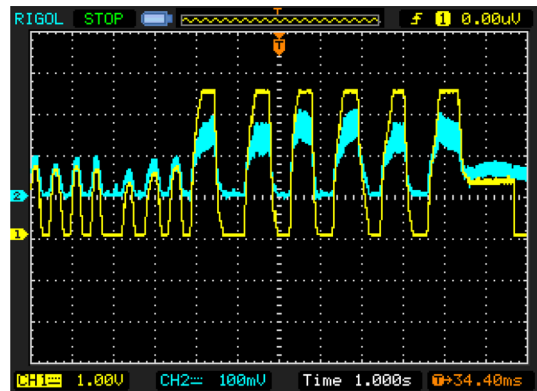 RIGOL STOP T f 1 0.00uV
T
2
1
CH1 1.00V CH2 100mV Time 1.000s T→34.40ms